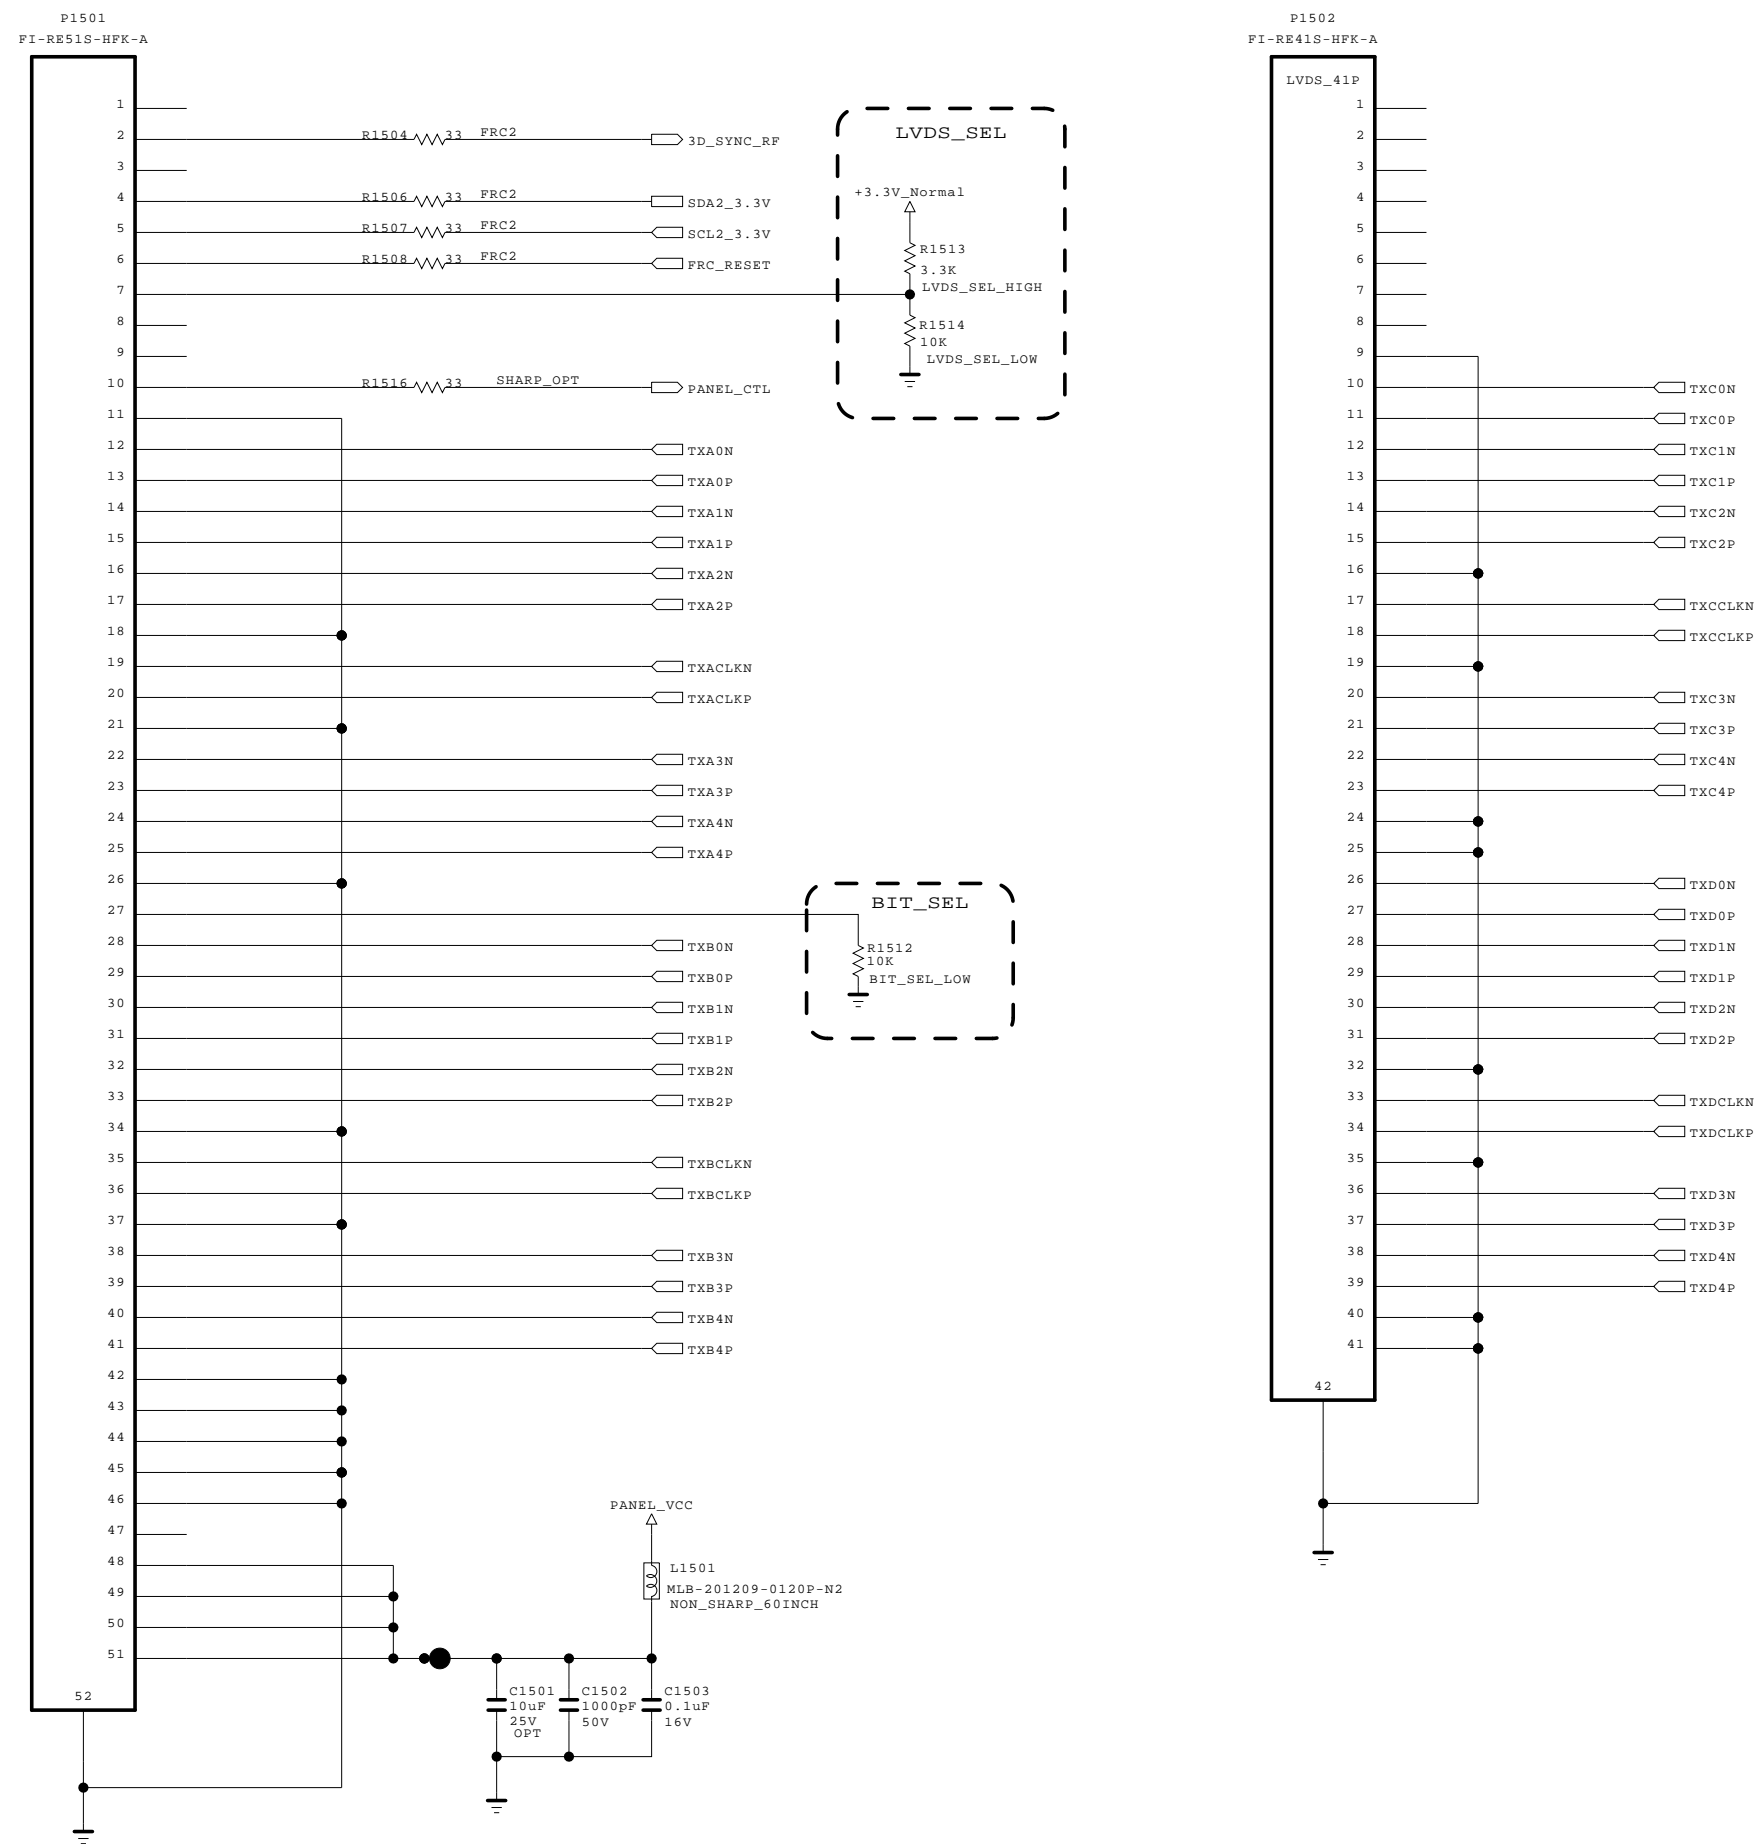 P1501
FI-RE51S-HFK-A
1
2 R1504 33 FRC2 3D_SYNC_RF
3
4 R1506 33 FRC2 SDA2_3.3V
5 R1507 33 FRC2 SCL2_3.3V
6 R1508 33 FRC2 FRC_RESET
7
8
9
10 R1516 33 SHARP_OPT PANEL_CTL
11
12 TXA0N
13 TXA0P
14 TXA1N
15 TXA1P
16 TXA2N
17 TXA2P
18
19 TXACLKN
20 TXACLKP
21
22 TXA3N
23 TXA3P
24 TXA4N
25 TXA4P
26
27
28 TXB0N
29 TXB0P
30 TXB1N
31 TXB1P
32 TXB2N
33 TXB2P
34
35 TXBCLKN
36 TXBCLKP
37
38 TXB3N
39 TXB3P
40 TXB4N
41 TXB4P
42
43
44
45
46
47
48
49
50
51
52
LVDS_SEL
+3.3V_Normal
R1513
3.3K
LVDS_SEL_HIGH
R1514
10K
LVDS_SEL_LOW
BIT_SEL
R1512
10K
BIT_SEL_LOW
PANEL_VCC
L1501
MLB-201209-0120P-N2
NON_SHARP_60INCH
C1501
10uF
25V
OPT
C1502
1000pF
50V
C1503
0.1uF
16V
P1502
FI-RE41S-HFK-A
LVDS_41P
1
2
3
4
5
6
7
8
9
10 TXC0N
11 TXC0P
12 TXC1N
13 TXC1P
14 TXC2N
15 TXC2P
16
17 TXCCLKN
18 TXCCLKP
19
20 TXC3N
21 TXC3P
22 TXC4N
23 TXC4P
24
25
26 TXD0N
27 TXD0P
28 TXD1N
29 TXD1P
30 TXD2N
31 TXD2P
32
33 TXDCLKN
34 TXDCLKP
35
36 TXD3N
37 TXD3P
38 TXD4N
39 TXD4P
40
41
42